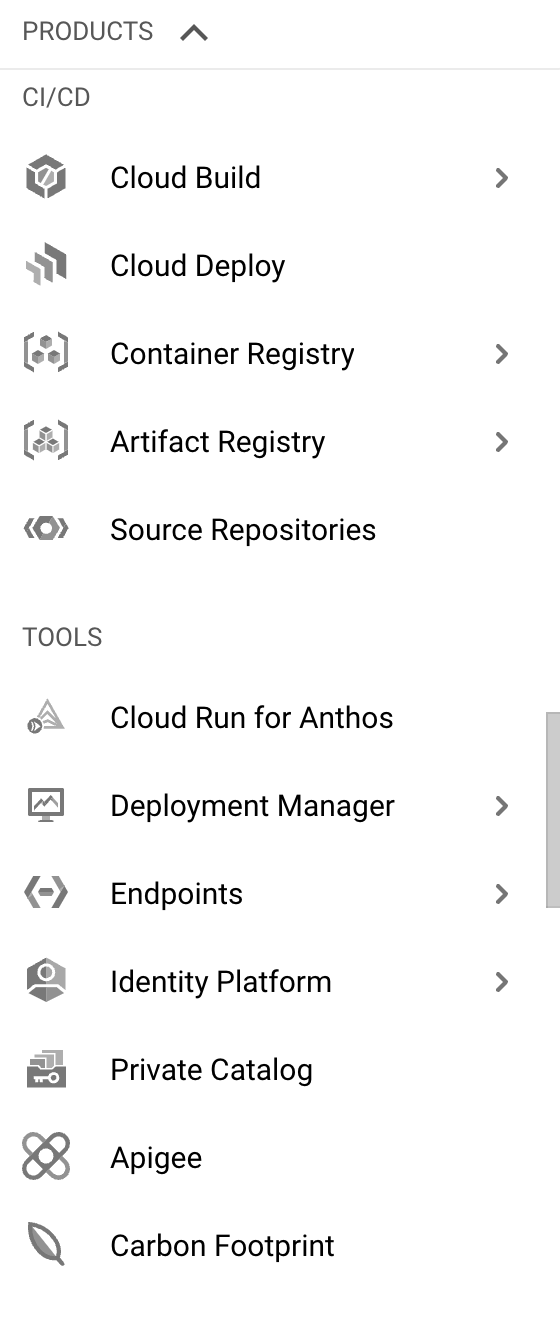 PRODUCTS
CI/CD
Cloud Build
Cloud Deploy
Container Registry
Artifact Registry
Source Repositories
TOOLS
Cloud Run for Anthos
Deployment Manager
Endpoints
Identity Platform
Private Catalog
Apigee
Carbon Footprint